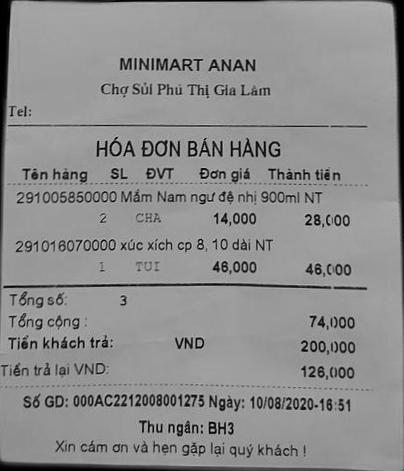 MINIMART ANAN
Chợ Sủi Phú Thị Gia Lâm
Tel:
HÓA ĐƠN BÁN HÀNG
Tên hàng SL ĐVT Đơn giá Thành tiền
291005850000 Mắm Nam ngư đệ nhị 900ml NT
2 CHA 14,000 28,000
291016070000 xúc xích cp 8, 10 dài NT
1 TUI 46,000 46,000
Tổng số: 3
Tổng cộng : 74,000
Tiền khách trả: VND 200,000
Tiền trả lại VND: 126,000
Số GD: 000AC2212008001275 Ngày: 10/08/2020-16:51
Thu ngân: BH3
Xin cám ơn và hẹn gặp lại quý khách !